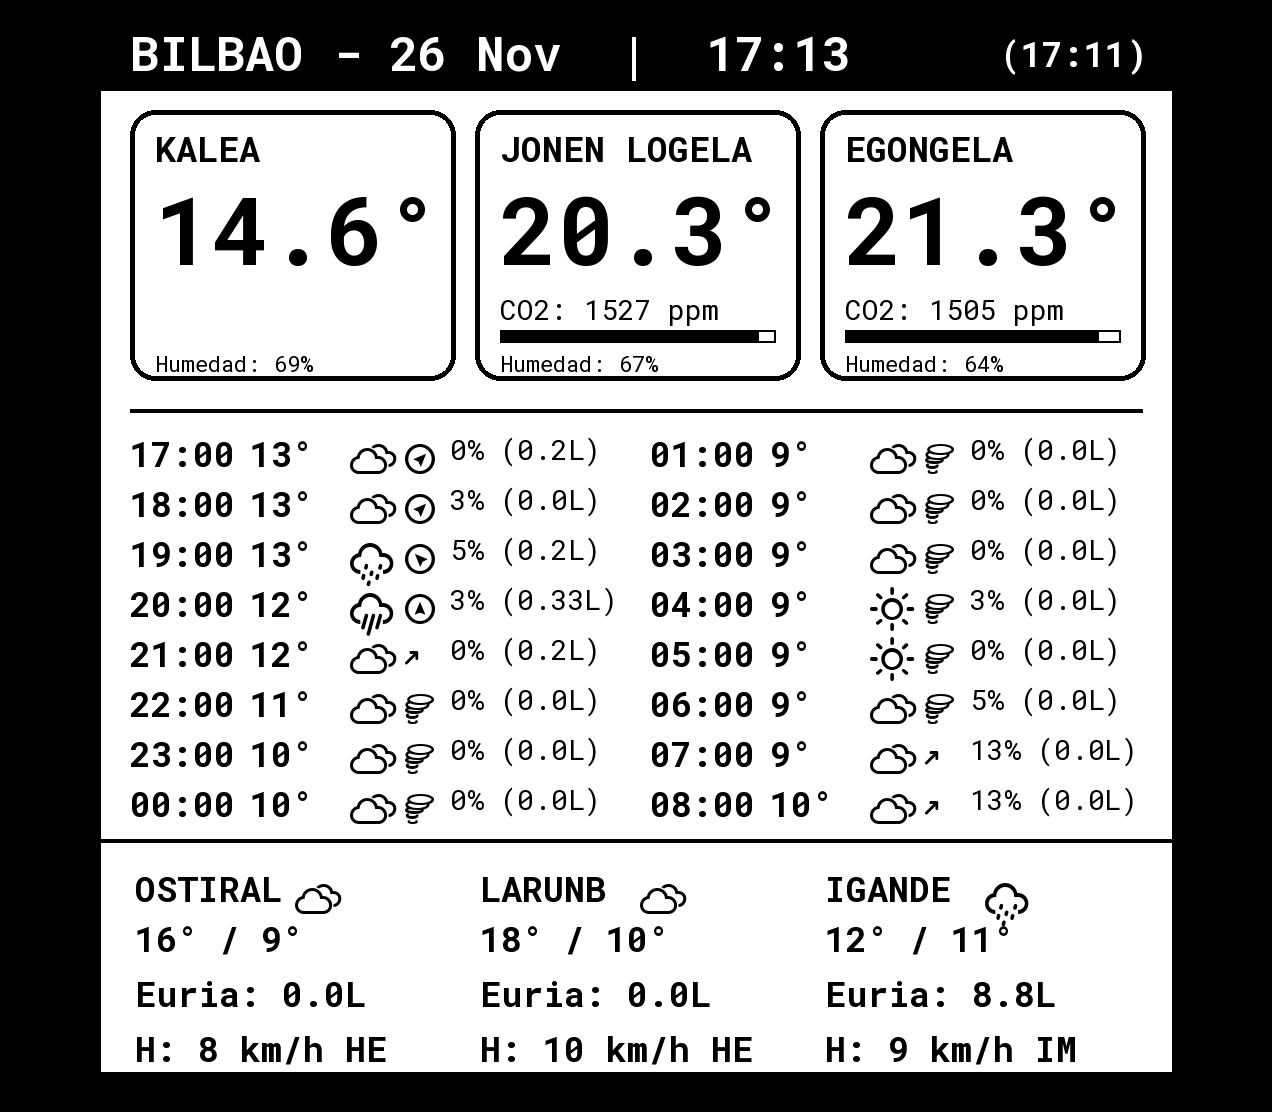 BILBAO - 26 Nov | 17:13 (17:11)
KALEA
14.6°
Humedad: 69%
JONEN LOGELA
20.3°
CO2: 1527 ppm
Humedad: 67%
EGONGELA
21.3°
CO2: 1505 ppm
Humedad: 64%
17:00 13° 0% (0.2L)
18:00 13° 3% (0.0L)
19:00 13° 5% (0.2L)
20:00 12° 3% (0.33L)
21:00 12° 0% (0.2L)
22:00 11° 0% (0.0L)
23:00 10° 0% (0.0L)
00:00 10° 0% (0.0L)
01:00 9° 0% (0.0L)
02:00 9° 0% (0.0L)
03:00 9° 0% (0.0L)
04:00 9° 3% (0.0L)
05:00 9° 0% (0.0L)
06:00 9° 5% (0.0L)
07:00 9° 13% (0.0L)
08:00 10° 13% (0.0L)
OSTIRAL
16° / 9°
Euria: 0.0L
H: 8 km/h HE
LARUNB
18° / 10°
Euria: 0.0L
H: 10 km/h HE
IGANDE
12° / 11°
Euria: 8.8L
H: 9 km/h IM